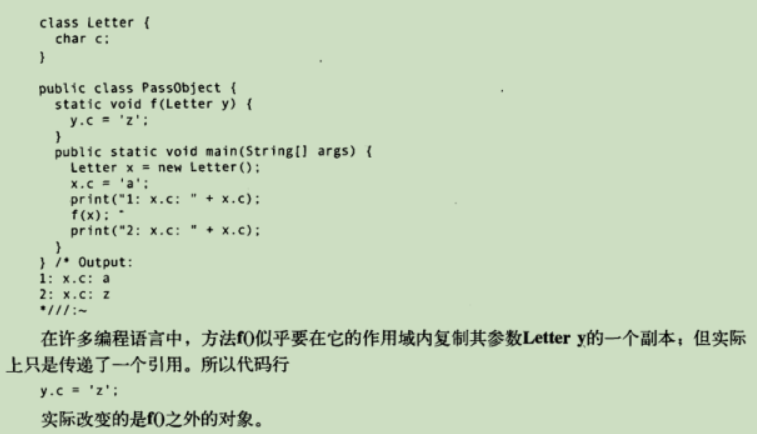 class Letter {
char c;
}
public class PassObject {
static void f(Letter y) {
y.c = 'z';
}
public static void main(String[] args) {
Letter x = new Letter();
x.c = 'a';
print("1: x.c: " + x.c);
f(x);
print("2: x.c: " + x.c);
}
} /* Output:
1: x.c: a
2: x.c: z
*///:~
在许多编程语言中，方法f()似乎要在它的作用域内复制其参数Letter y的一个副本；但实际
上只是传递了一个引用。所以代码行
y.c = 'z';
实际改变的是f()之外的对象。